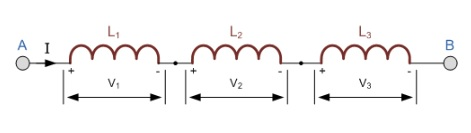 A I L₁ L₂ L₃ B
+ - + - + -
V₁ V₂ V₃